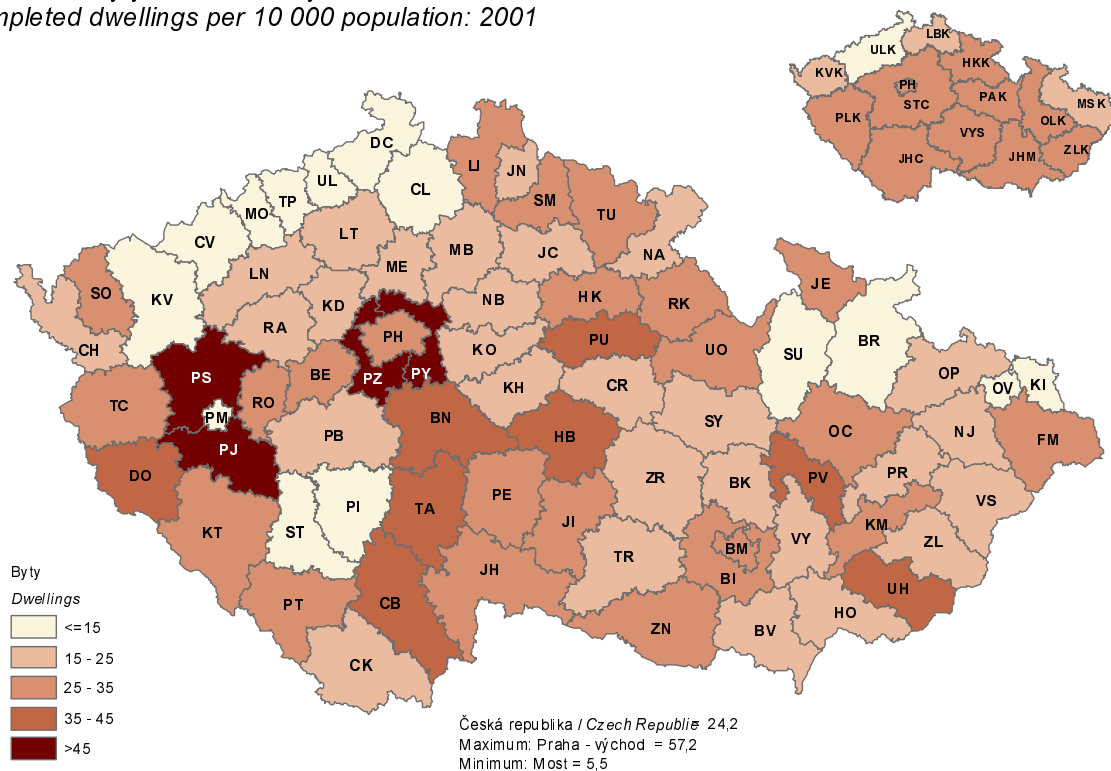 Completed dwellings per 10 000 population: 2001
ULK
LBK
KVK
HKK
PH
STC
PAK
MSK
PLK
OLK
VYS
JHC
JHM
ZLK
DC
LI
JN
UL
CL
SM
TP
MO
TU
LT
CV
MB
JC
NA
ME
LN
SO
KV
KD
NB
HK
RK
JE
RA
PH
PU
BR
SU
CH
KO
UO
PS
BE
PZ
PY
OP
OV
KI
TC
RO
KH
CR
PM
BN
SY
PB
HB
OC
NJ
FM
PJ
DO
ZR
BK
PV
PR
PE
VS
PI
TA
JI
KT
ST
KM
VY
ZL
TR
BM
JH
BI
UH
PT
CB
HO
ZN
BV
CK
Byty
Dwellings
<=15
15 - 25
25 - 35
35 - 45
>45
Česká republika / Czech Republic = 24,2
Maximum: Praha - východ = 57,2
Minimum: Most = 5,5